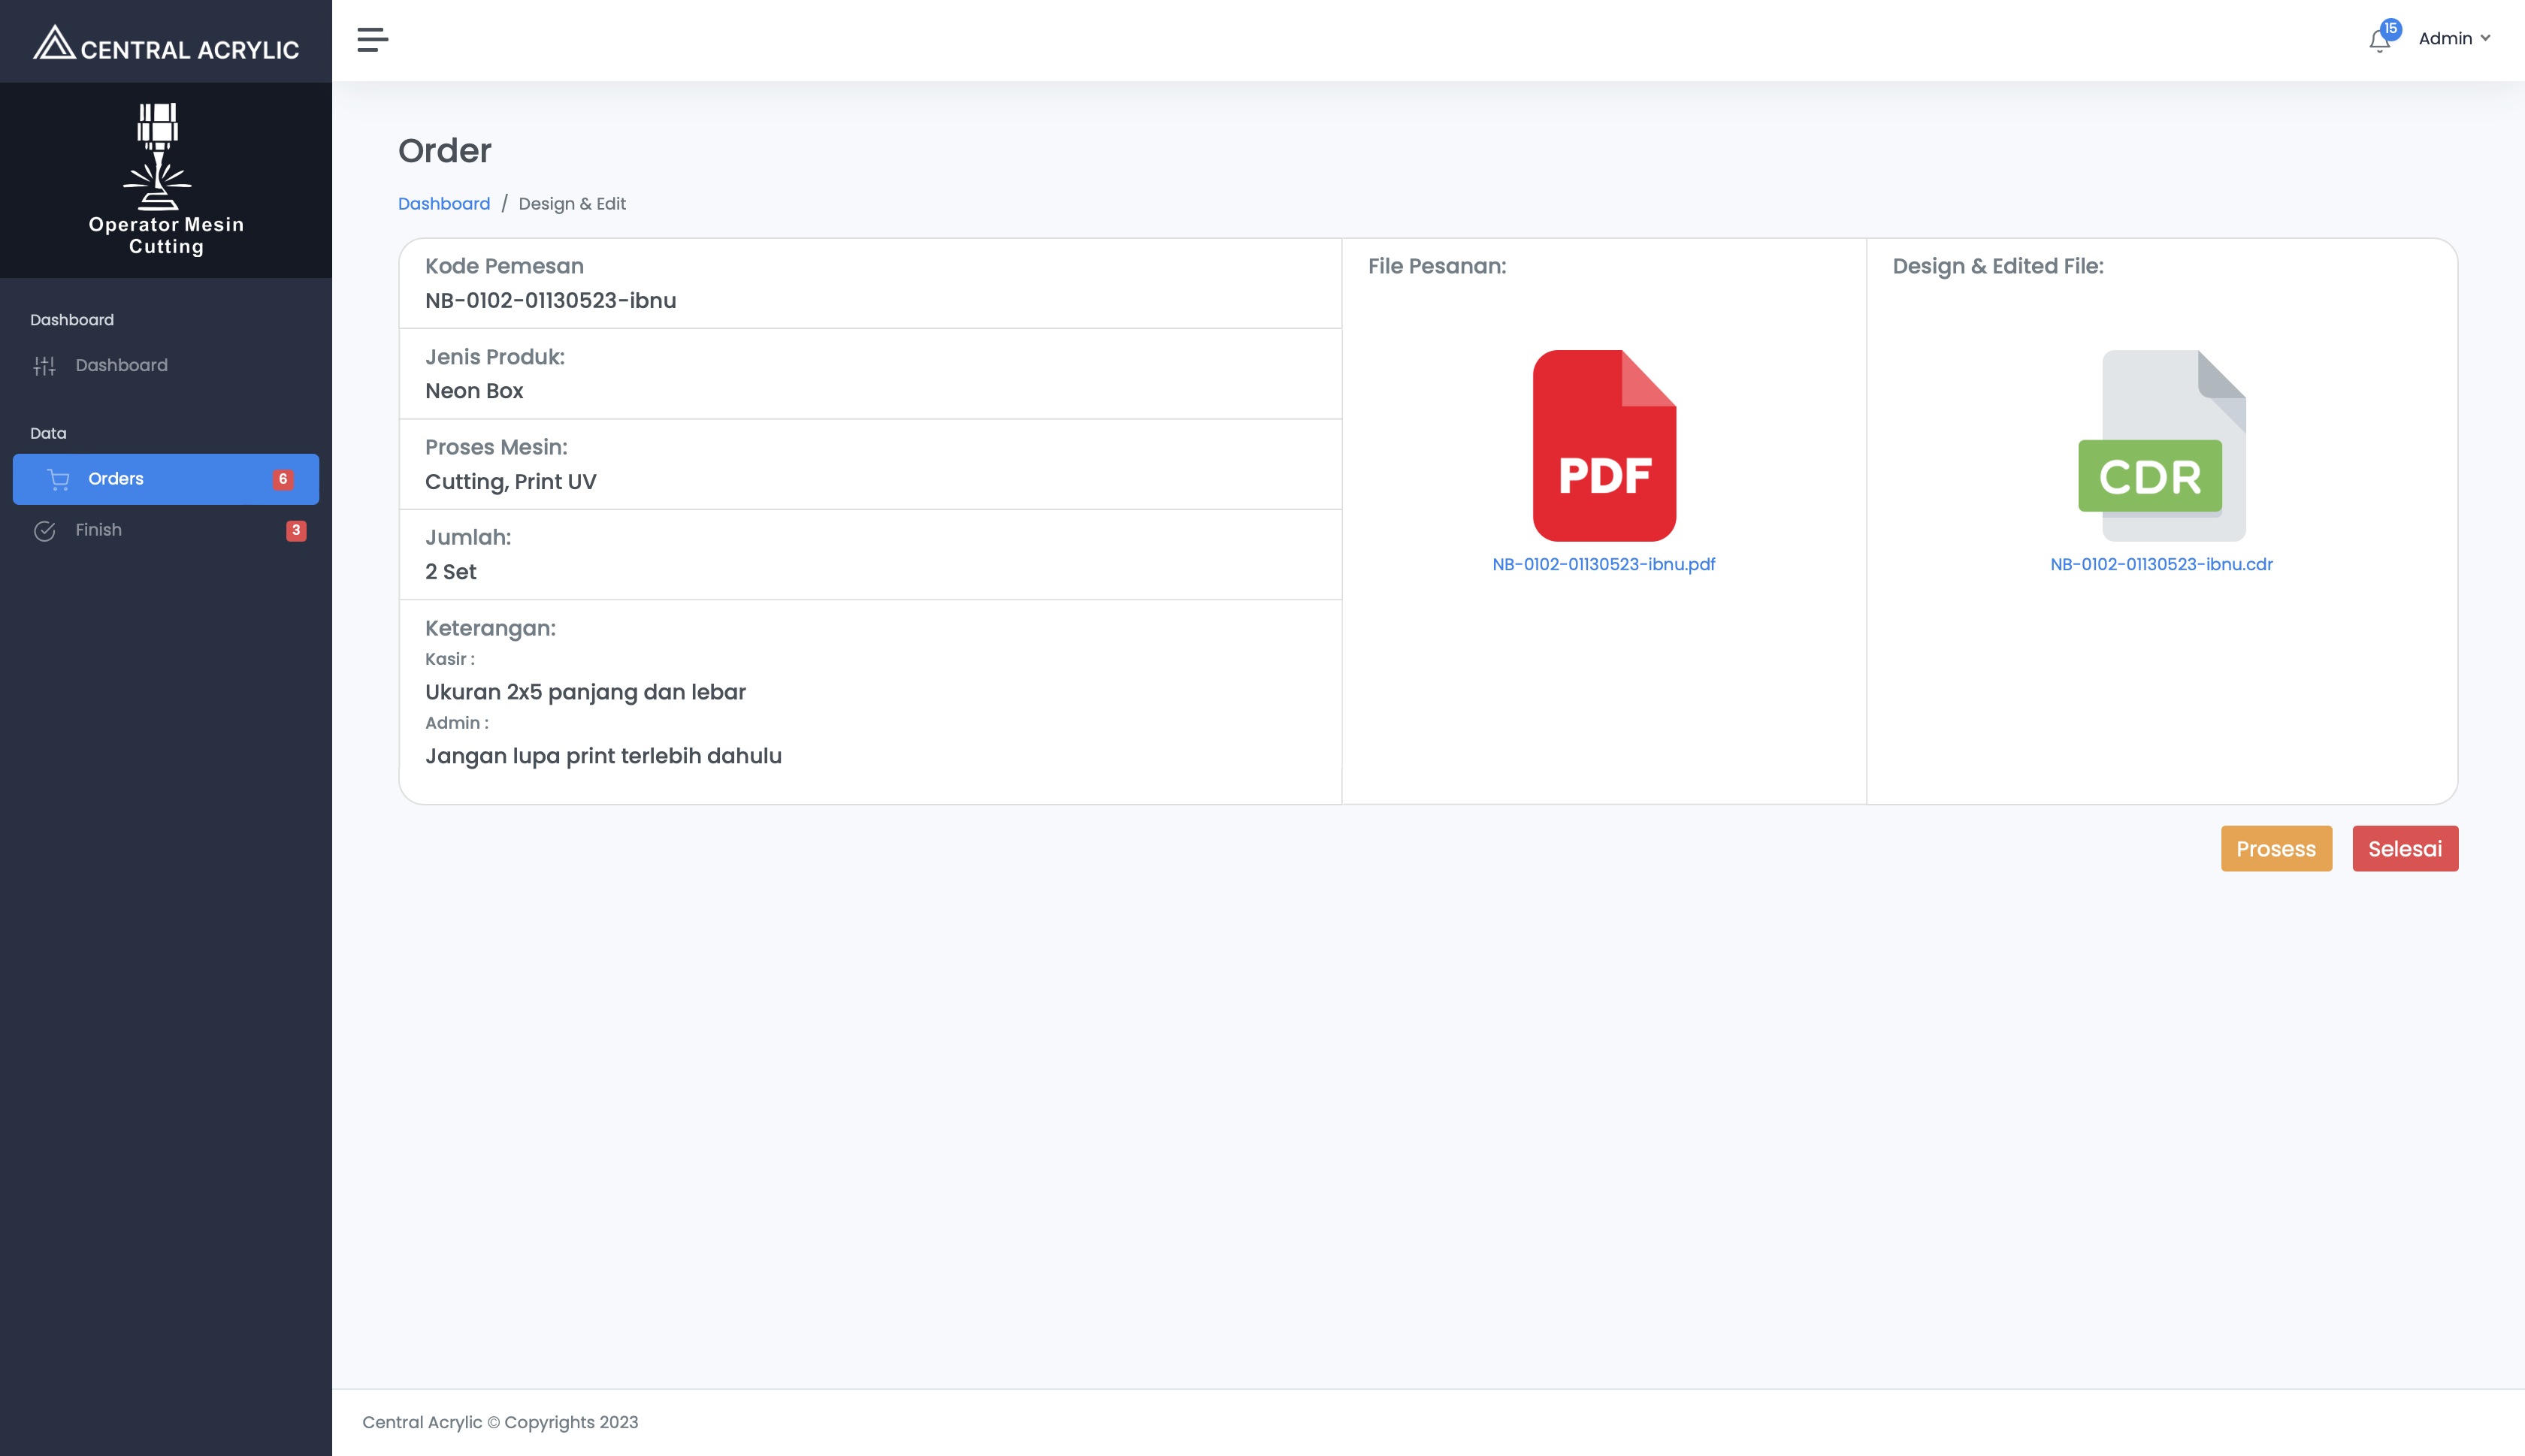 CENTRAL ACRYLIC
15
Admin
Operator Mesin
Cutting
Dashboard
Dashboard
Data
Orders
6
Finish
3
Order
Dashboard / Design & Edit
Kode Pemesan
NB-0102-01130523-ibnu
Jenis Produk:
Neon Box
Proses Mesin:
Cutting, Print UV
Jumlah:
2 Set
Keterangan:
Kasir :
Ukuran 2x5 panjang dan lebar
Admin :
Jangan lupa print terlebih dahulu
File Pesanan:
PDF
NB-0102-01130523-ibnu.pdf
Design & Edited File:
CDR
NB-0102-01130523-ibnu.cdr
Prosess
Selesai
Central Acrylic © Copyrights 2023